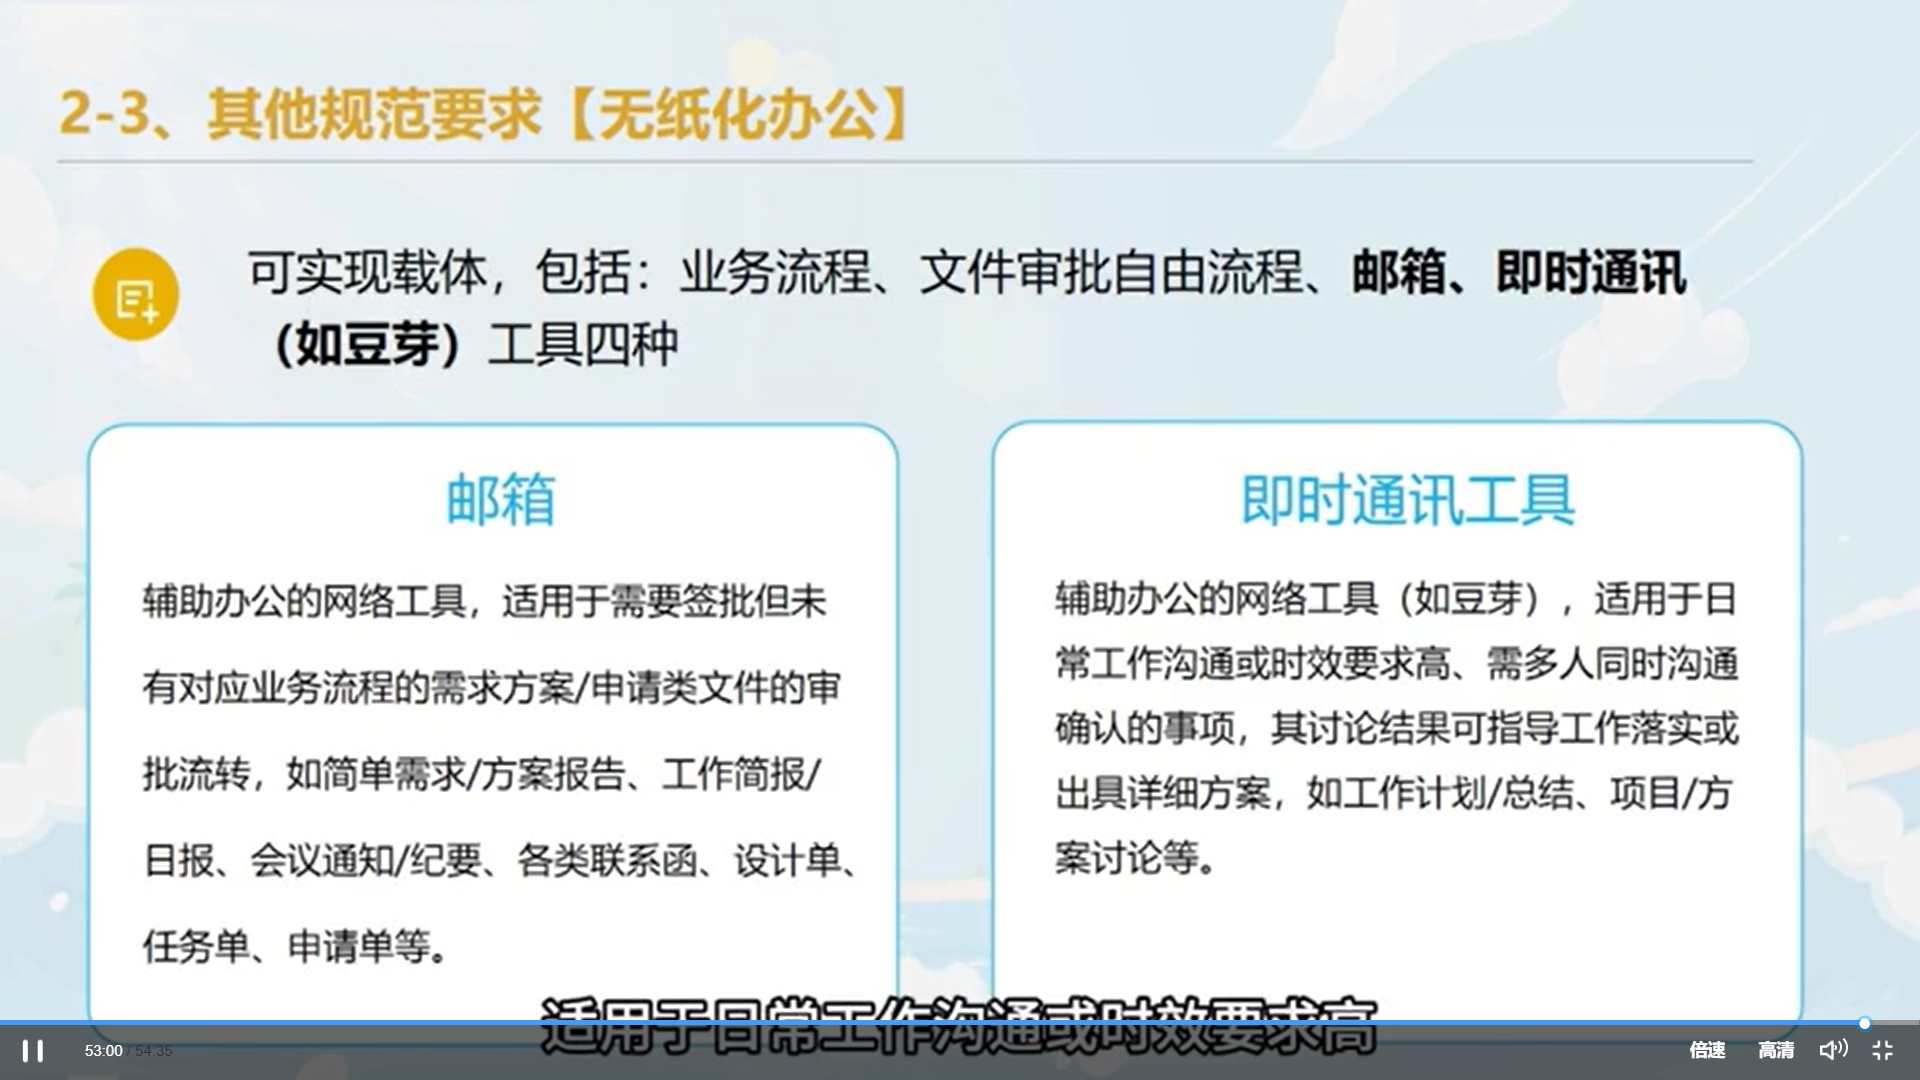 2-3、其他规范要求【无纸化办公】
可实现载体，包括：业务流程、文件审批自由流程、邮箱、即时通讯
（如豆芽）工具四种
邮箱
辅助办公的网络工具，适用于需要签批但未
有对应业务流程的需求方案/申请类文件的审
批流转，如简单需求/方案报告、工作简报/
日报、会议通知/纪要、各类联系函、设计单、
任务单、申请单等。
即时通讯工具
辅助办公的网络工具（如豆芽），适用于日
常工作沟通或时效要求高、需多人同时沟通
确认的事项，其讨论结果可指导工作落实或
出具详细方案，如工作计划/总结、项目/方
案讨论等。
适用于日常工作沟通或时效要求高
53:00 / 54:35
倍速 高清